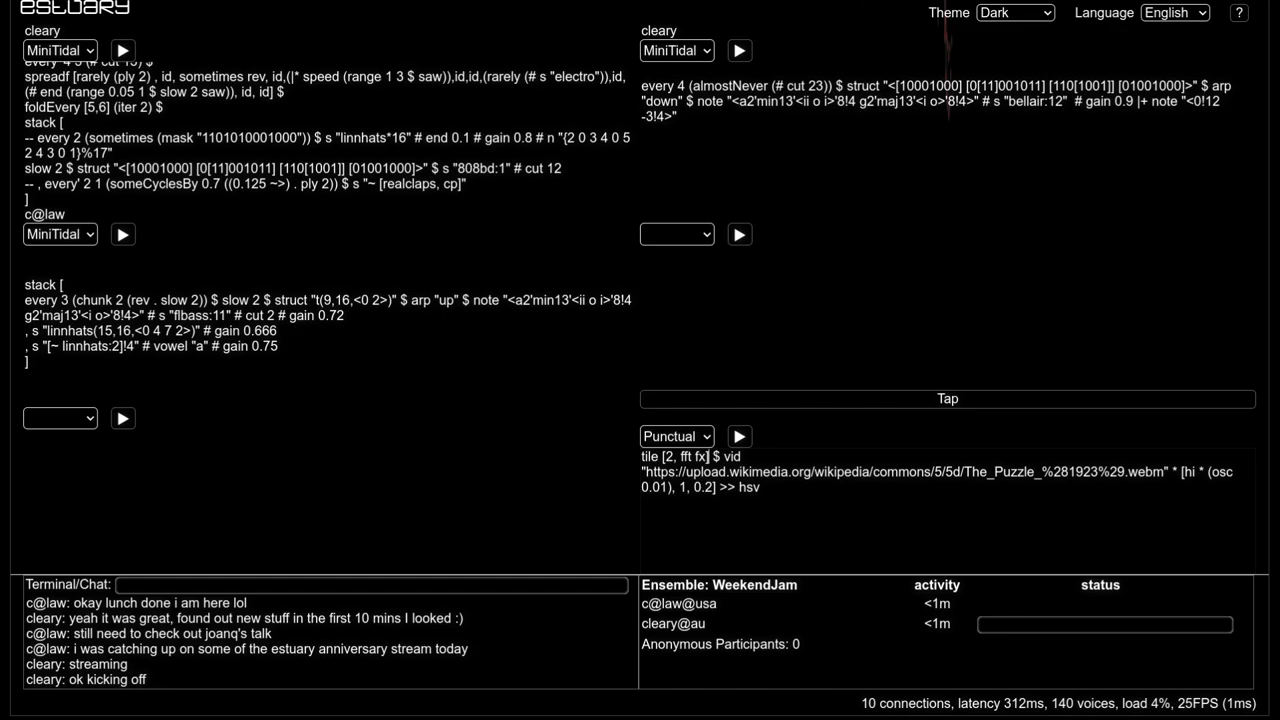 estuary
Theme Dark Language English ?
cleary
MiniTidal
spreadf [rarely (ply 2) , id, sometimes rev, id,(|* speed (range 1 3 $ saw)),id,id,(rarely (# s "electro")),id,
(# end (range 0.05 1 $ slow 2 saw)), id, id] $
foldEvery [5,6] (iter 2) $
stack [
-- every 2 (sometimes (mask "1101010001000")) $ s "linnhats*16" # end 0.1 # gain 0.8 # n "{2 0 3 4 0 5
2 4 3 0 1}%17"
slow 2 $ struct "<[10001000] [0[11]001011] [110[1001]] [01001000]>" $ s "808bd:1" # cut 12
-- , every' 2 1 (someCyclesBy 0.7 ((0.125 ~>) . ply 2)) $ s "~ [realclaps, cp]"
]
cleary
MiniTidal
every 4 (almostNever (# cut 23)) $ struct "<[10001000] [0[11]001011] [110[1001]] [01001000]>" $ arp
"down" $ note "<a2'min13'<ii o i>'8!4 g2'maj13'<i o>'8!4>" # s "bellair:12"  # gain 0.9 |+ note "<0!12
-3!4>"
c@law
MiniTidal
stack [
every 3 (chunk 2 (rev . slow 2)) $ slow 2 $ struct "t(9,16,<0 2>)" $ arp "up" $ note "<a2'min13'<ii o i>'8!4
g2'maj13'<i o>'8!4>" # s "flbass:11" # cut 2 # gain 0.72
, s "linnhats(15,16,<0 4 7 2>)" # gain 0.666
, s "[~ linnhats:2]!4" # vowel "a" # gain 0.75
]
Tap
Punctual
tile [2, fft fx] $ vid
"https://upload.wikimedia.org/wikipedia/commons/5/5d/The_Puzzle_%281923%29.webm" * [hi * (osc
0.01), 1, 0.2] >> hsv
Terminal/Chat:
c@law: okay lunch done i am here lol
cleary: yeah it was great, found out new stuff in the first 10 mins I looked :)
c@law: still need to check out joanq's talk
c@law: i was catching up on some of the estuary anniversary stream today
cleary: streaming
cleary: ok kicking off
Ensemble: WeekendJam activity status
c@law@usa <1m
cleary@au <1m
Anonymous Participants: 0
10 connections, latency 312ms, 140 voices, load 4%, 25FPS (1ms)